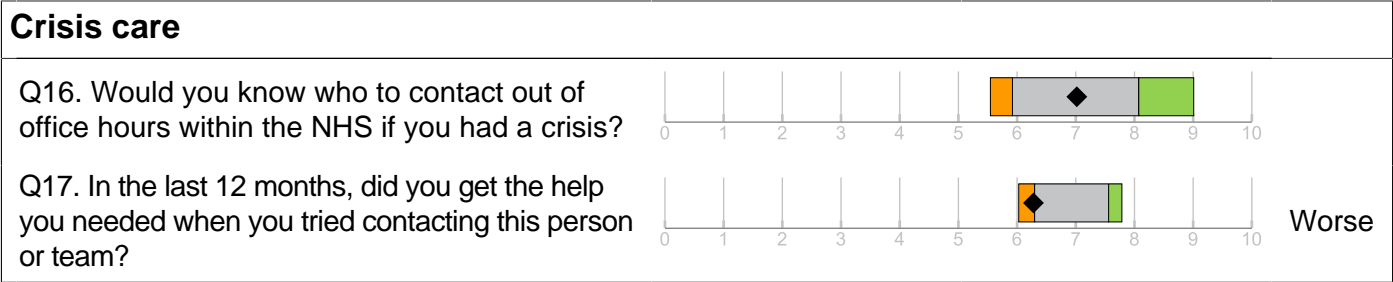 Crisis care
Q16. Would you know who to contact out of
office hours within the NHS if you had a crisis?
0 1 2 3 4 5 6 7 8 9 10
Q17. In the last 12 months, did you get the help
you needed when you tried contacting this person
or team?
0 1 2 3 4 5 6 7 8 9 10
Worse